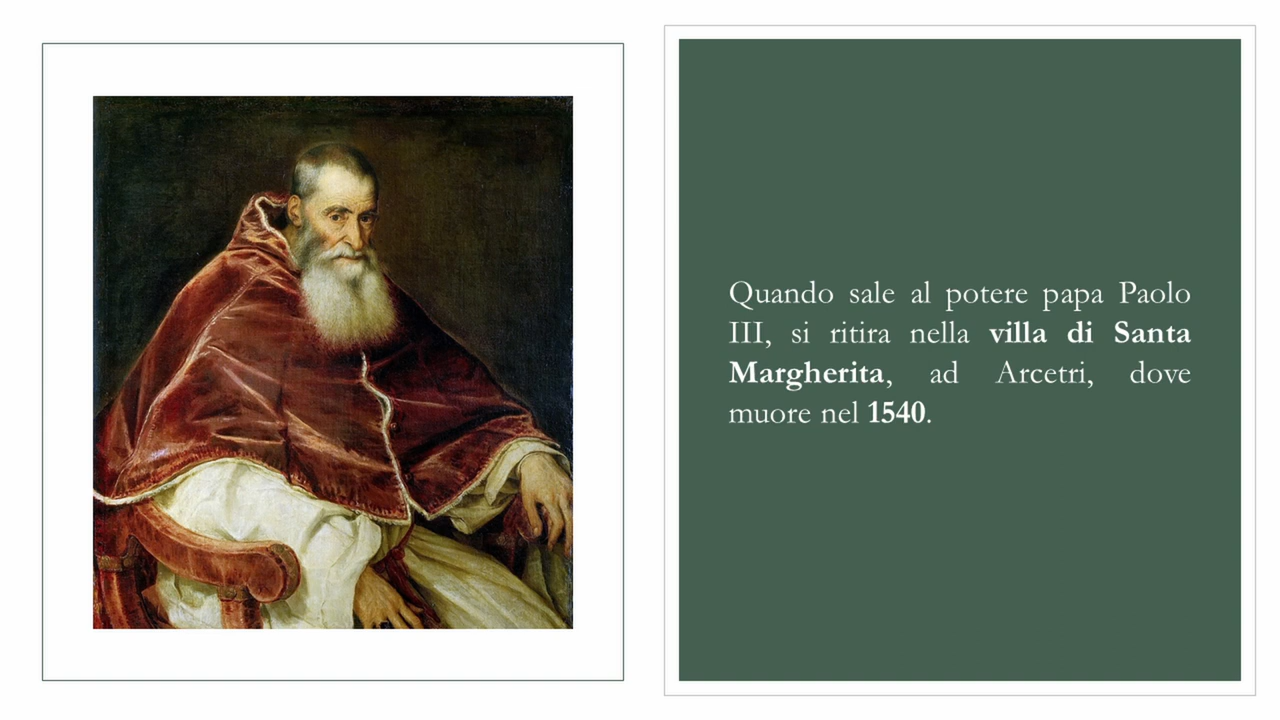 Quando sale al potere papa Paolo
III, si ritira nella villa di Santa
Margherita, ad Arcetri, dove
muore nel 1540.